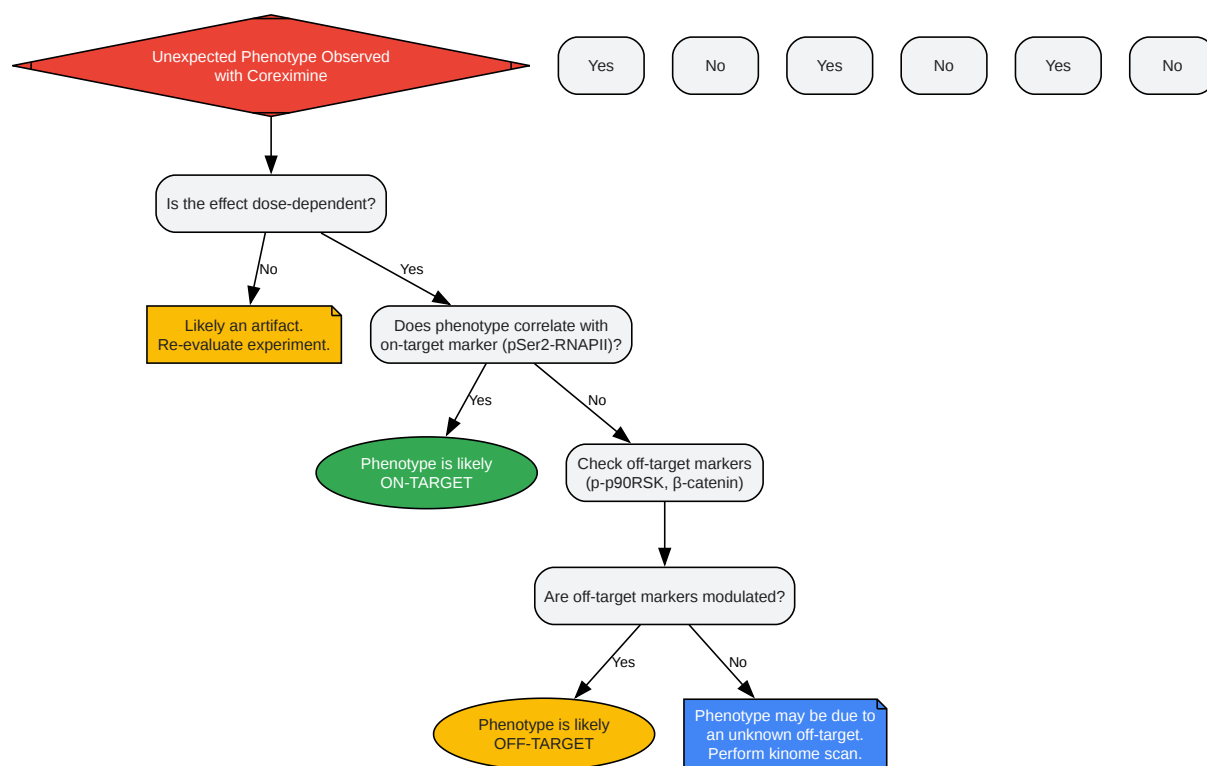 Unexpected Phenotype Observed
with Coreximine
Yes
No
Yes
No
Yes
No
Is the effect dose-dependent?
No
Yes
Likely an artifact.
Re-evaluate experiment.
Does phenotype correlate with
on-target marker (pSer2-RNAPII)?
Yes
No
Phenotype is likely
ON-TARGET
Check off-target markers
(p-p90RSK, β-catenin)
Are off-target markers modulated?
Yes
No
Phenotype is likely
OFF-TARGET
Phenotype may be due to
an unknown off-target.
Perform kinome scan.